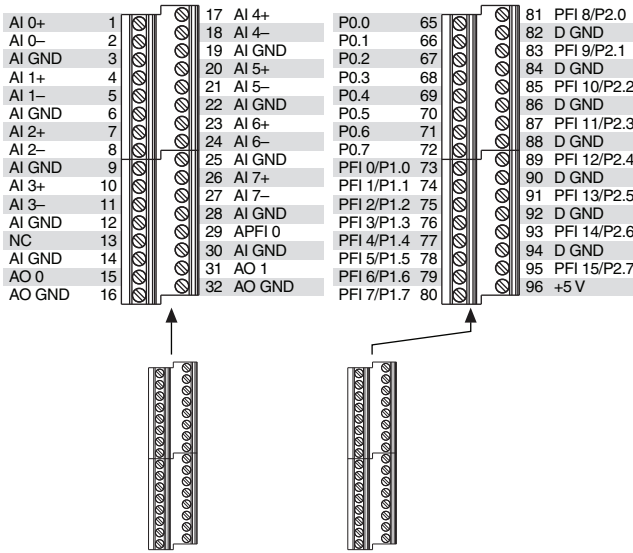 AI 0+ 1
AI 0– 2
AI GND 3
AI 1+ 4
AI 1– 5
AI GND 6
AI 2+ 7
AI 2– 8
AI GND 9
AI 3+ 10
AI 3– 11
AI GND 12
NC 13
AI GND 14
AO 0 15
AO GND 16
17 AI 4+
18 AI 4–
19 AI GND
20 AI 5+
21 AI 5–
22 AI GND
23 AI 6+
24 AI 6–
25 AI GND
26 AI 7+
27 AI 7–
28 AI GND
29 APFI 0
30 AI GND
31 AO 1
32 AO GND
P0.0 65
P0.1 66
P0.2 67
P0.3 68
P0.4 69
P0.5 70
P0.6 71
P0.7 72
PFI 0/P1.0 73
PFI 1/P1.1 74
PFI 2/P1.2 75
PFI 3/P1.3 76
PFI 4/P1.4 77
PFI 5/P1.5 78
PFI 6/P1.6 79
PFI 7/P1.7 80
81 PFI 8/P2.0
82 D GND
83 PFI 9/P2.1
84 D GND
85 PFI 10/P2.2
86 D GND
87 PFI 11/P2.3
88 D GND
89 PFI 12/P2.4
90 D GND
91 PFI 13/P2.5
92 D GND
93 PFI 14/P2.6
94 D GND
95 PFI 15/P2.7
96 +5 V